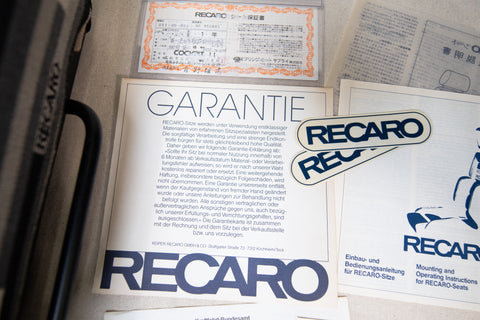 RECARO シート保証書
1年
RECARO
GARANTIE
RECARO-Sitze werden unter Verwendung erstklassiger
Materialien von erfahrenen Sitzspezialisten hergestellt.
Die sorgfältige Verarbeitung und eine strenge Endkon-
trolle bürgen für stets gleichbleibend hohe Qualität.
Daher geben wir folgende Garantie-Erklärung ab:
»Sollte Ihr Sitz bei normaler Nutzung innerhalb von
6 Monaten ab Verkaufsdatum Material- oder Verarbei-
tungsfehler aufweisen, so wird er nach unserer Wahl
kostenlos repariert oder ersetzt. Eine weitergehende
Haftung, insbesondere bezüglich Folgeschäden, wird
nicht übernommen. Eine Garantie unsererseits entfällt,
wenn der Kaufgegenstand von fremder Hand geändert
oder unsere Anleitungen zur Behandlung nicht
befolgt wurden. Alle sonstigen vertraglichen oder
außervertraglichen Ansprüche gegen uns, auch bezüg-
lich unserer Erfüllungs- und Verrichtungsgehilfen, sind
ausgeschlossen.« Die Garantiekarte ist zusammen
mit der Rechnung und dem Sitz bei der Verkaufsstelle
bzw. uns vorzulegen.
KEIPER RECARO GMBH & CO · Stuttgarter Straße 73 · 7312 Kirchheim/Teck
RECARO
RECARO
RECARO
RECARO
Einbau- und
Bedienungsanleitung
für RECARO-Sitze
Mounting and
Operating Instructions
for RECARO-Seats
Kraftfahrt-Bundesamt